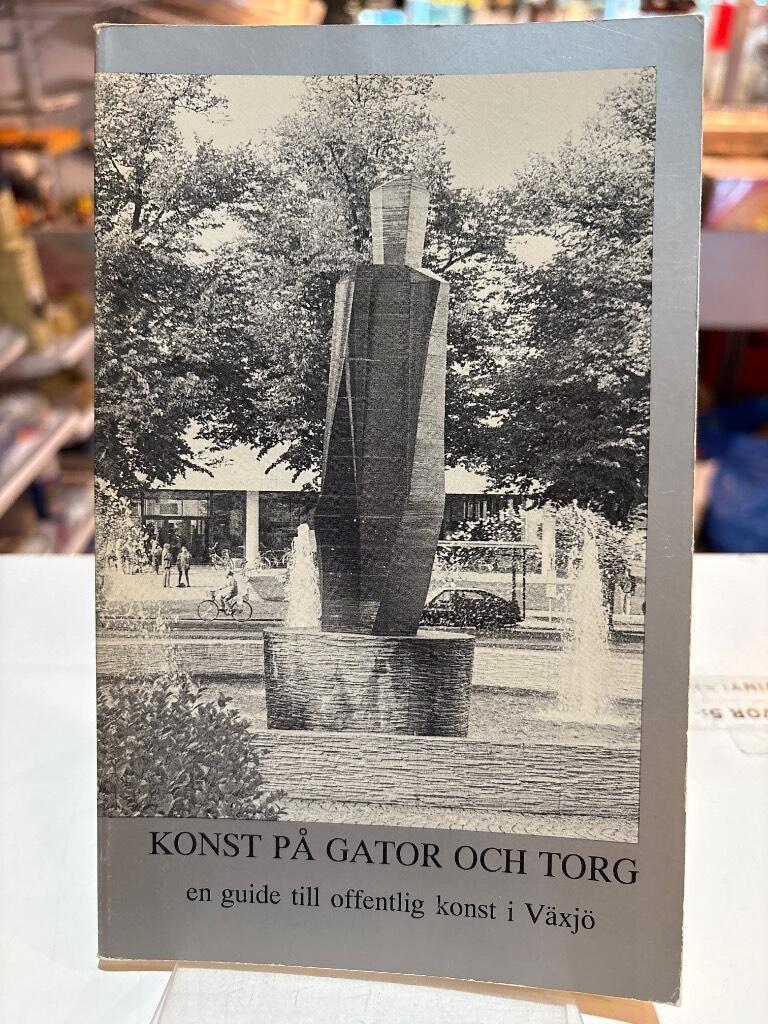 KONST PÅ GATOR OCH TORG
en guide till offentlig konst i Växjö